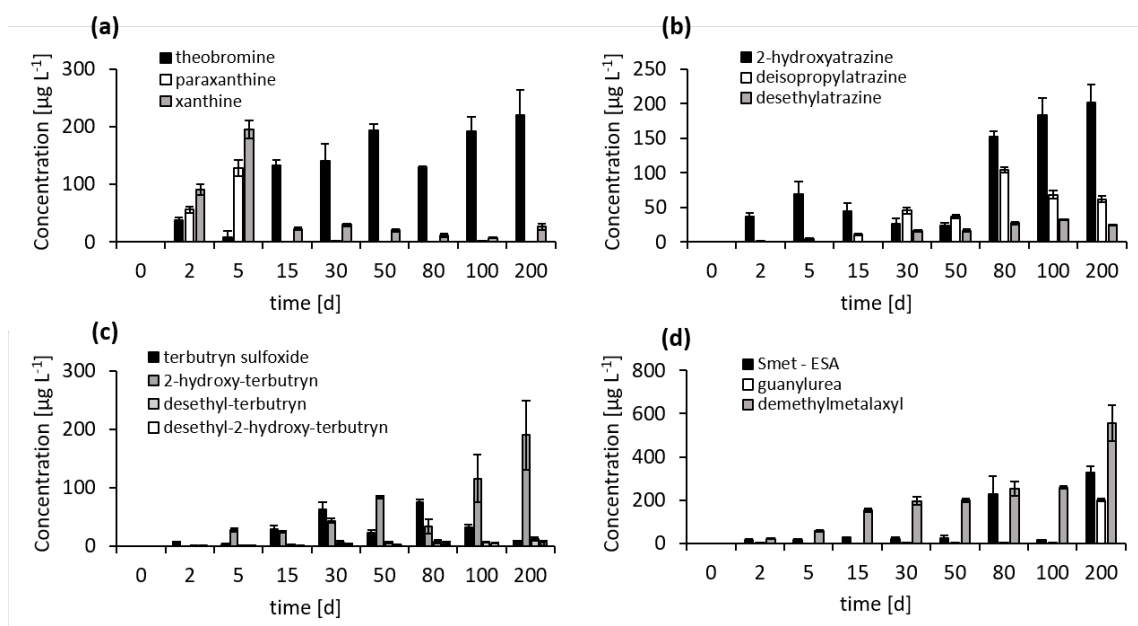 (a)
theobromine
paraxanthine
xanthine
Concentration [µg L⁻¹]
300
200
100
0
0 2 5 15 30 50 80 100 200
time [d]
(b)
2-hydroxyatrazine
deisopropylatrazine
desethylatrazine
Concentration [µg L⁻¹]
250
200
150
100
50
0
0 2 5 15 30 50 80 100 200
time [d]
(c)
terbutryn sulfoxide
2-hydroxy-terbutryn
desethyl-terbutryn
desethyl-2-hydroxy-terbutryn
Concentration [µg L⁻¹]
300
200
100
0
0 2 5 15 30 50 80 100 200
time [d]
(d)
Smet - ESA
guanylurea
demethylmetalaxyl
Concentration [µg L⁻¹]
800
600
400
200
0
0 2 5 15 30 50 80 100 200
time [d]